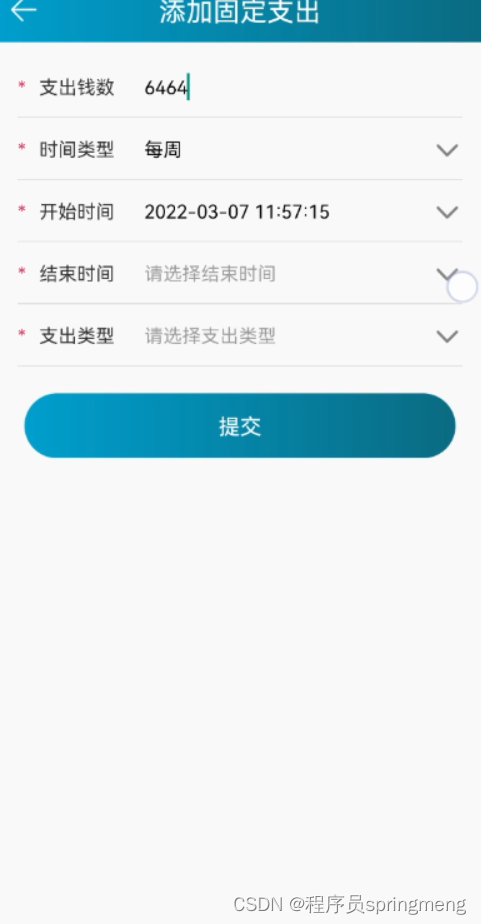 添加固定支出
* 支出钱数 6464
* 时间类型 每周
* 开始时间 2022-03-07 11:57:15
* 结束时间 请选择结束时间
* 支出类型 请选择支出类型
提交
CSDN @程序员springmeng